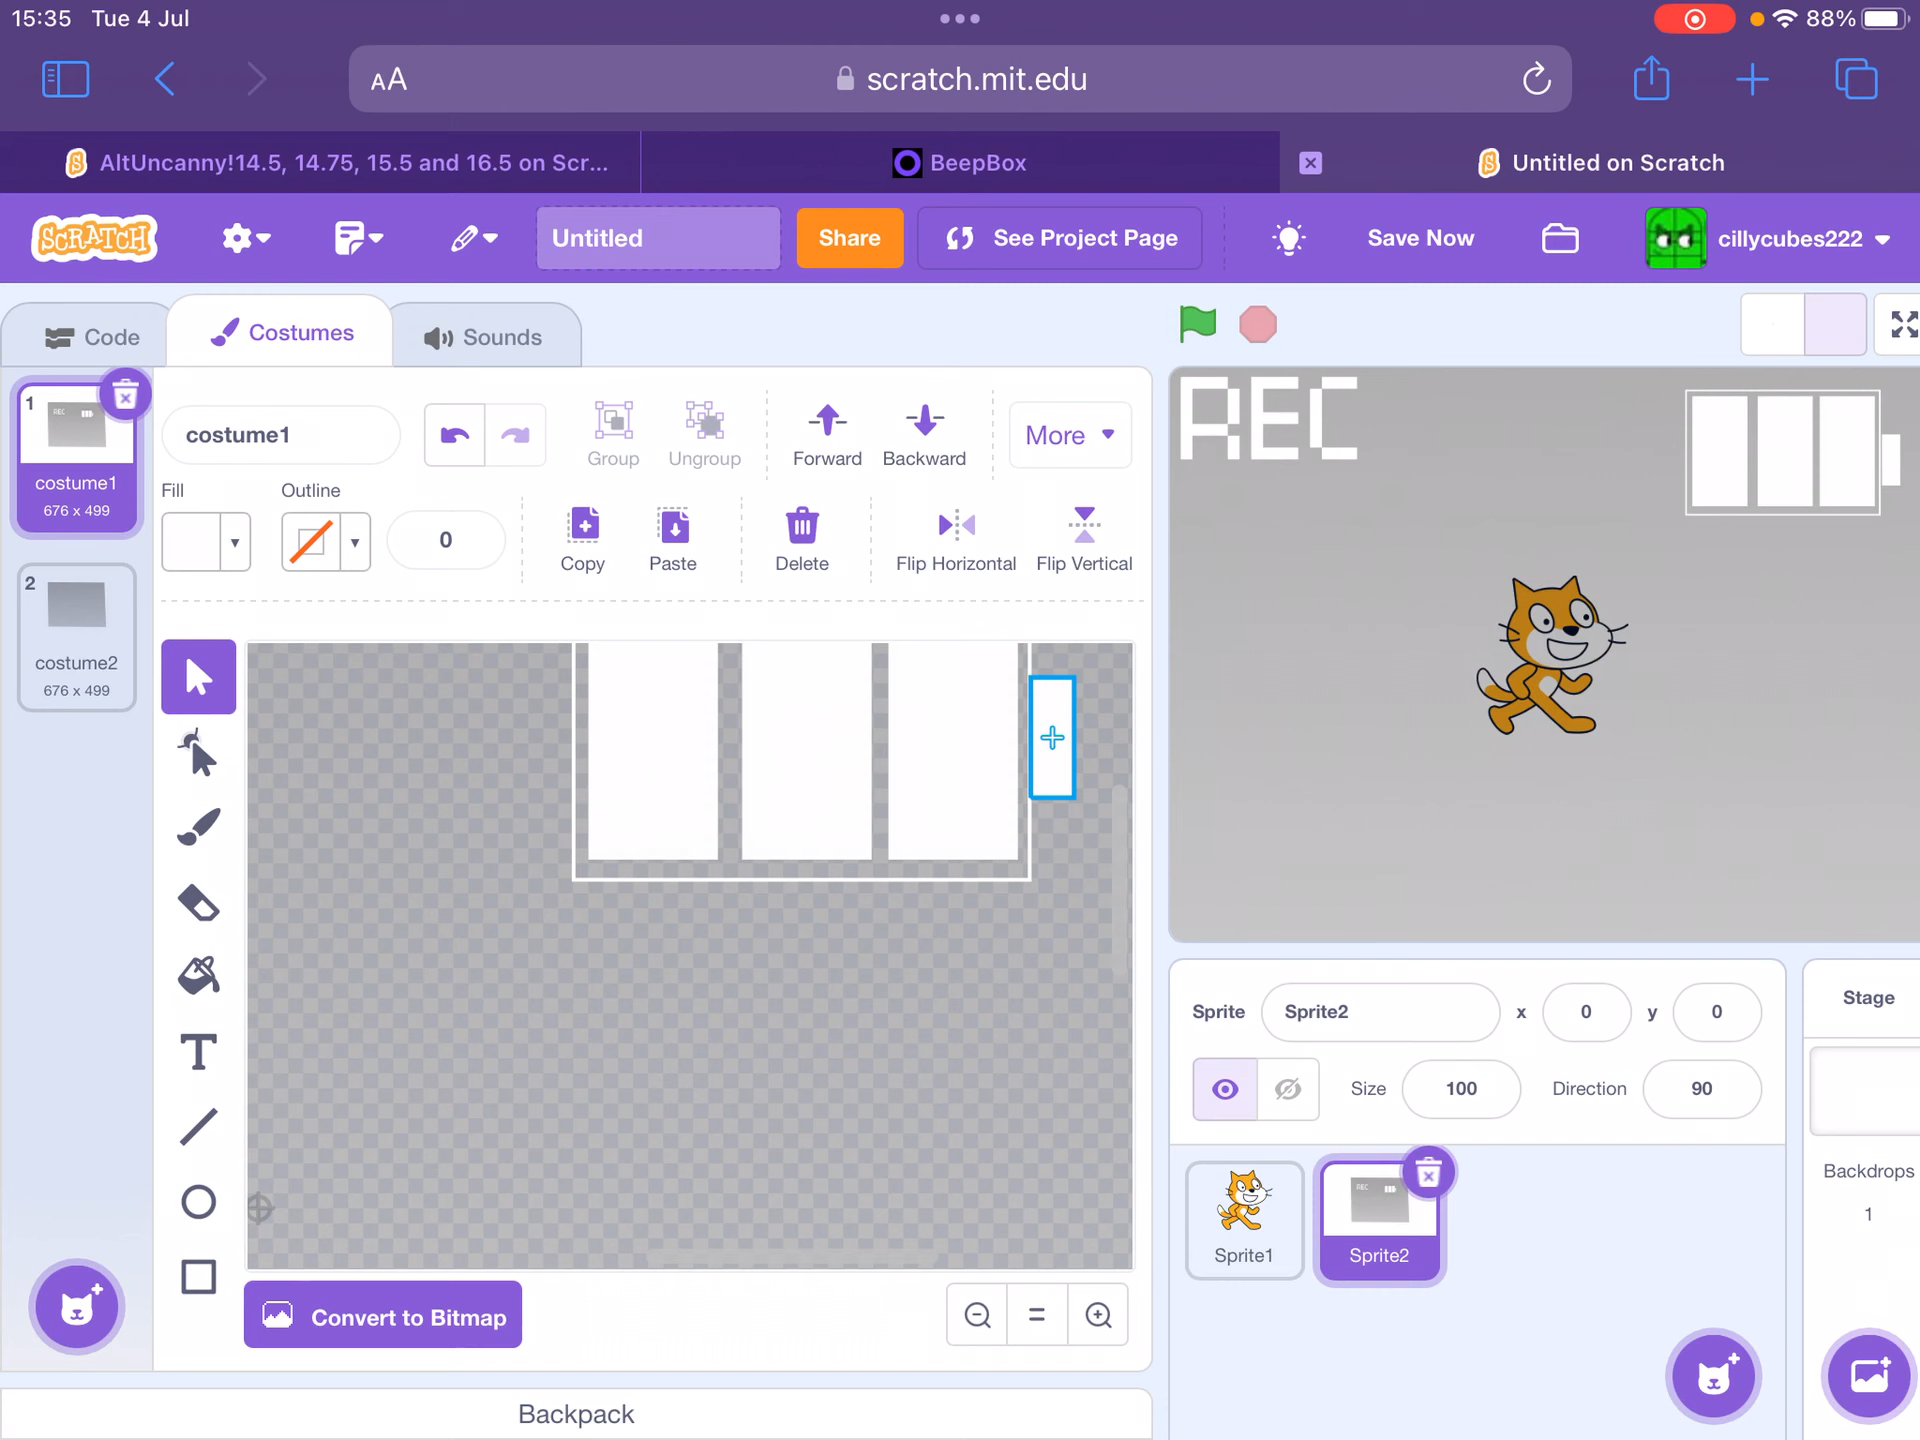 15:35 Tue 4 Jul
88%
AA
scratch.mit.edu
AltUncanny!14.5, 14.75, 15.5 and 16.5 on Scr...
BeepBox
Untitled on Scratch
SCRATCH
Untitled
Share
See Project Page
Save Now
cillycubes222
Code
Costumes
Sounds
1
costume1
676 x 499
2
costume2
676 x 499
costume1
Group
Ungroup
Forward
Backward
More
Fill
Outline
0
Copy
Paste
Delete
Flip Horizontal
Flip Vertical
T
Convert to Bitmap
=
Backpack
REC
Sprite
Sprite2
x
0
y
0
Size
100
Direction
90
Sprite1
REC
Sprite2
Stage
Backdrops
1